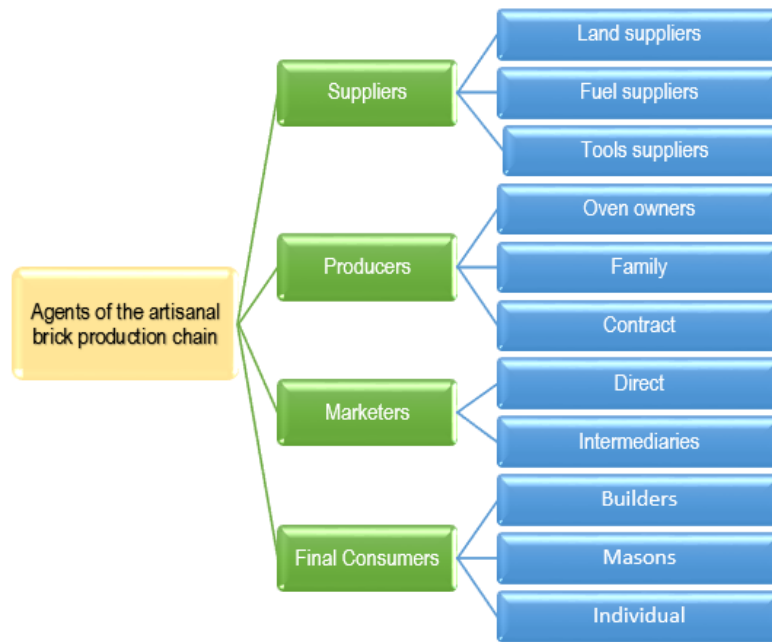 Agents of the artisanal
brick production chain
Suppliers
Land suppliers
Fuel suppliers
Tools suppliers
Producers
Oven owners
Family
Contract
Marketers
Direct
Intermediaries
Final Consumers
Builders
Masons
Individual